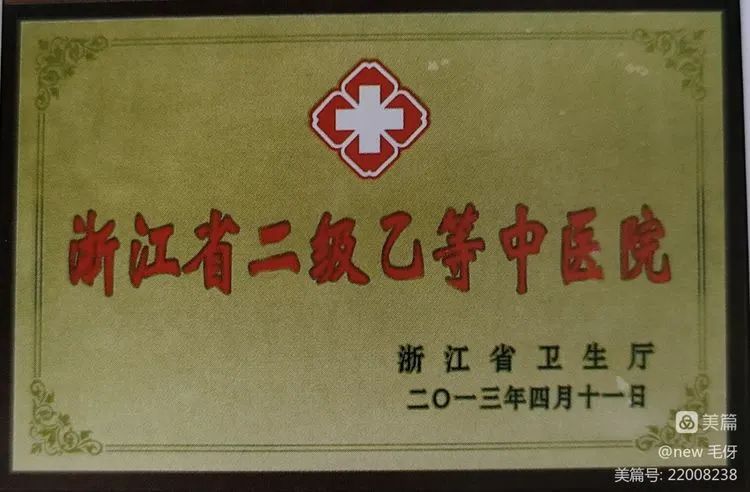 浙江省二级乙等中医院
浙江省卫生厅
二〇一三年四月十一日
美篇
@new 毛伢
美篇号: 22008238